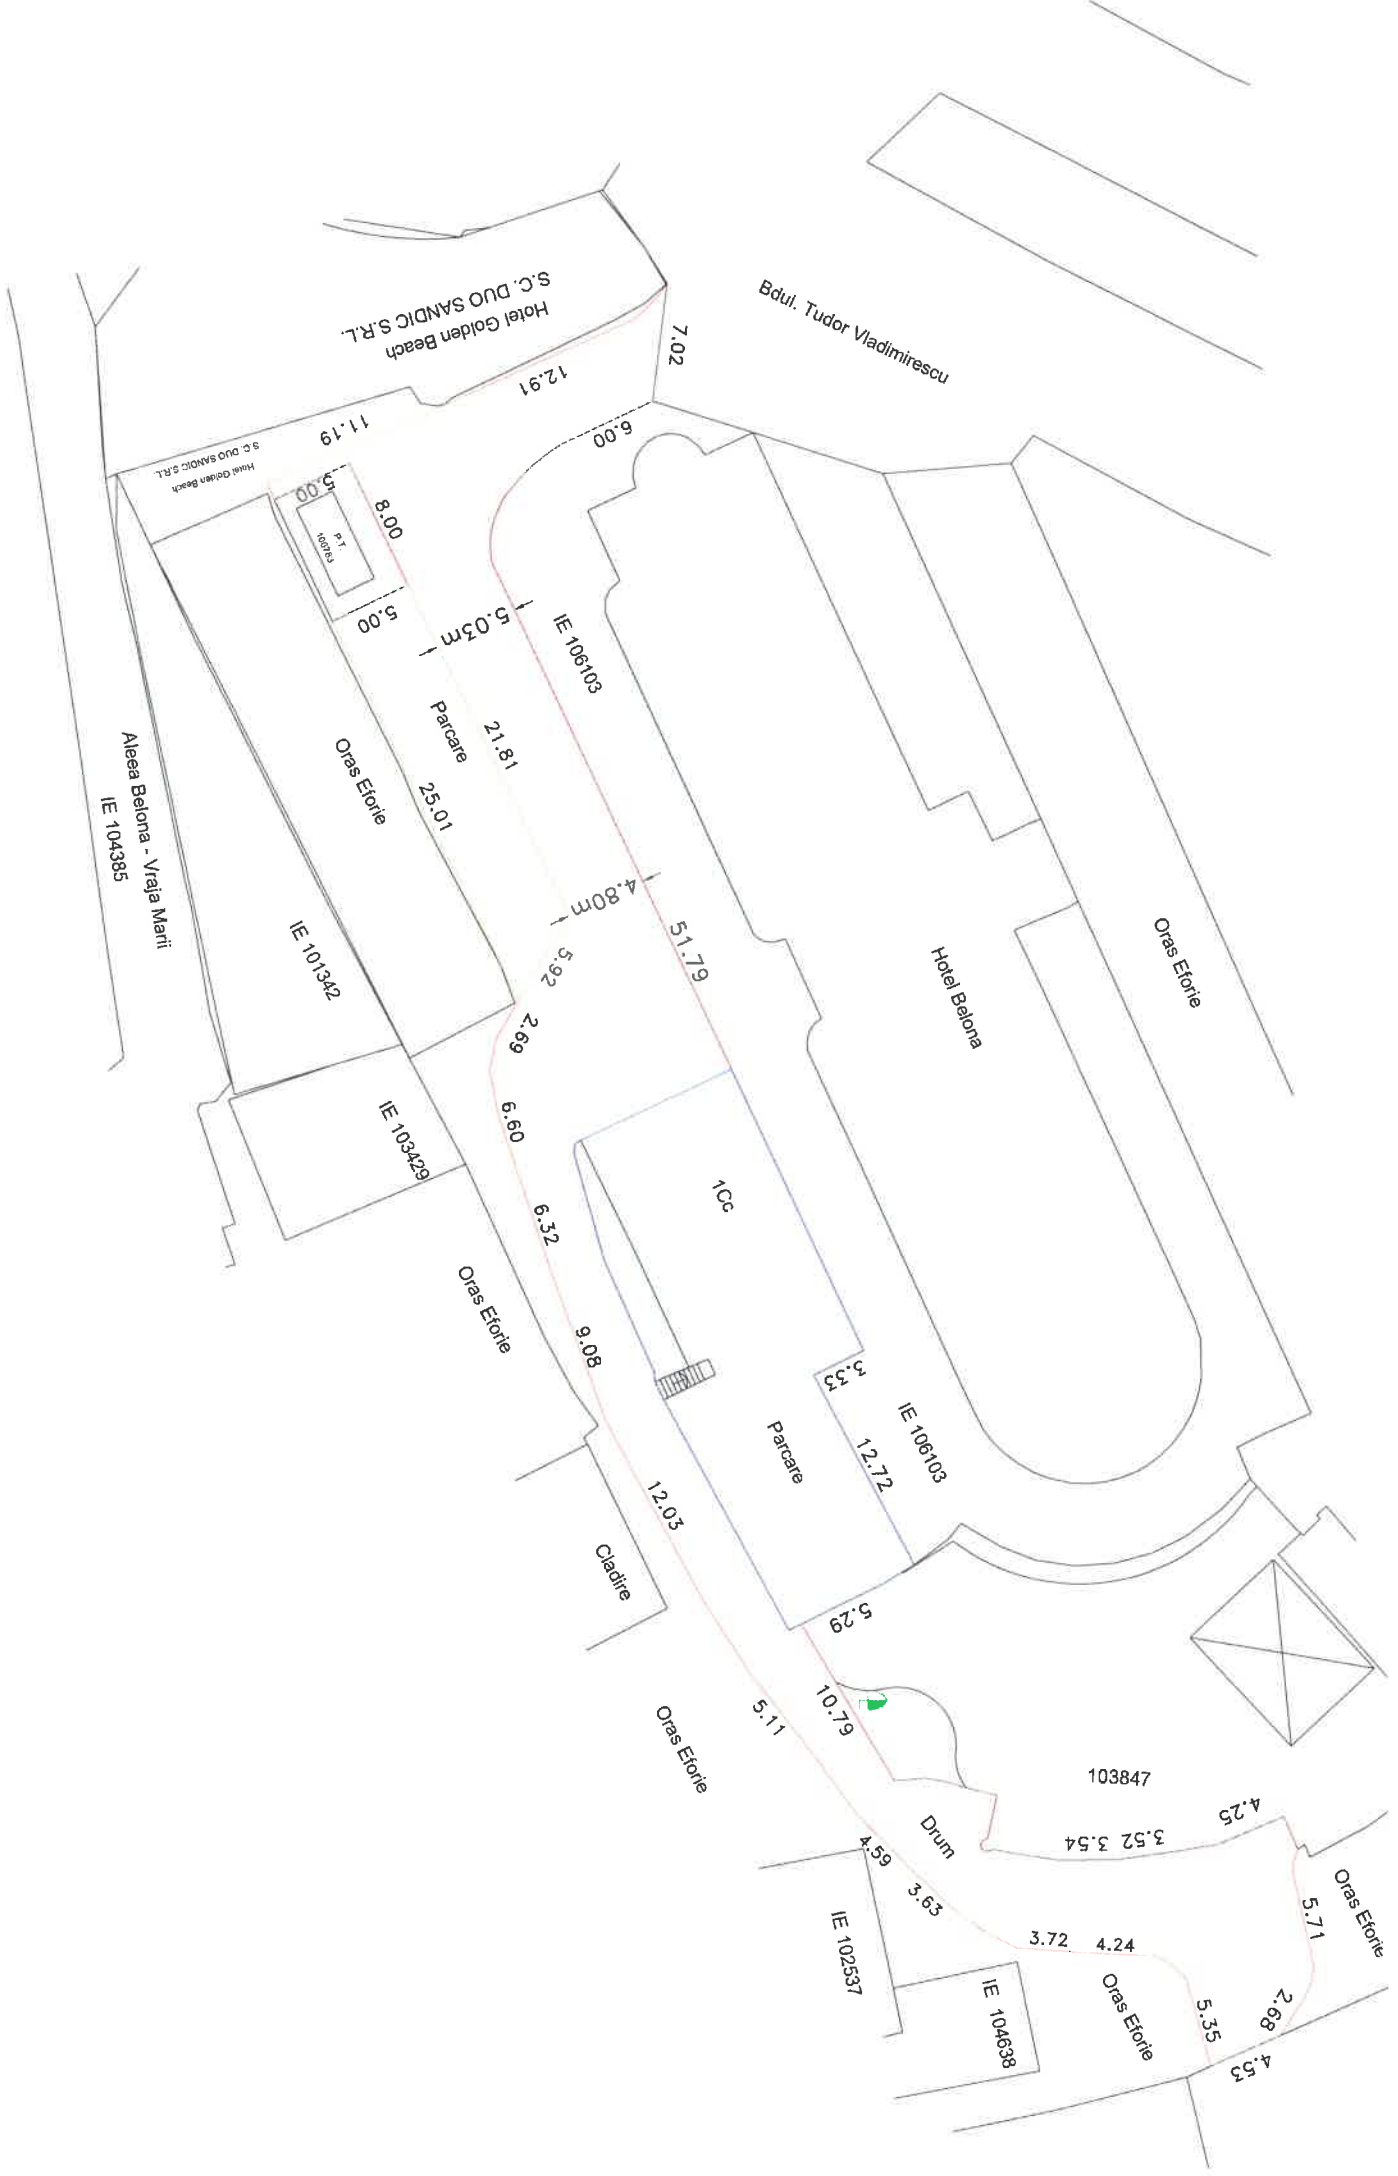 Bdul. Tudor Vladimirescu
Hotel Golden Beach
S.C. DUO SANDIC S.R.L.
7.02
12.91
11.19
6.00
Hotel Golden Beach
S.C. DUO SANDIC S.R.L.
5.00
8.00
P.T.
100783
5.00
5.03m
IE 106103
Parcare
21.81
Oras Eforie
25.01
Aleea Belona - Vraja Marii
IE 104385
4.80m
51.79
5.92
IE 101342
Hotel Belona
Oras Eforie
2.69
6.60
IE 103429
1Cc
6.32
Oras Eforie
9.08
3.33
IE 106103
12.72
Parcare
12.03
Cladire
5.29
10.79
5.11
Oras Eforie
103847
Drum
4.25
3.52
3.54
4.59
3.63
IE 102537
3.72
4.24
5.71
Oras Eforie
IE 104638
Oras Eforie
5.35
2.68
4.53